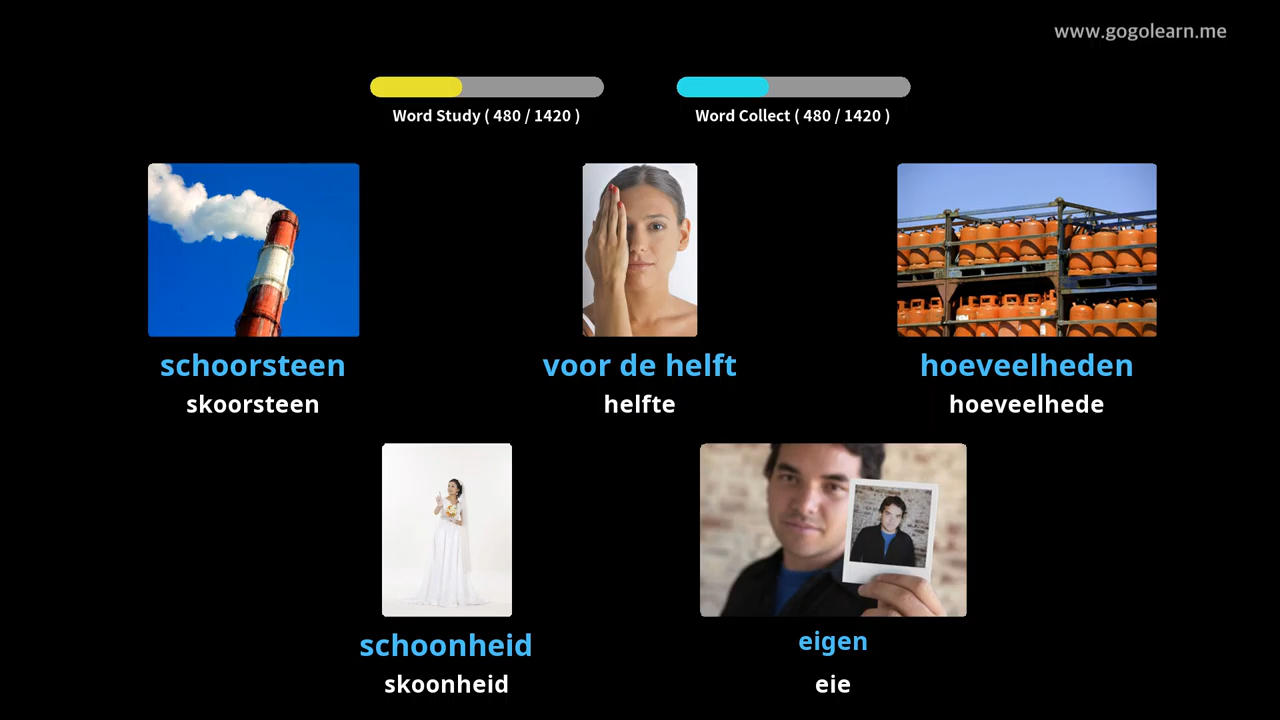 www.gogolearn.me
Word Study ( 480 / 1420 )
Word Collect ( 480 / 1420 )
schoorsteen
skoorsteen
voor de helft
helfte
hoeveelheden
hoeveelhede
schoonheid
skoonheid
eigen
eie